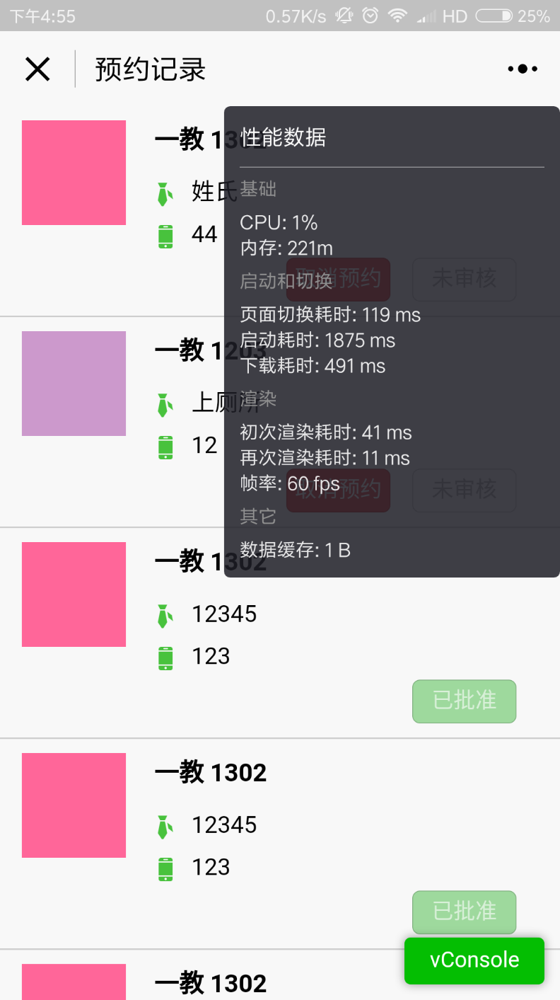 下午4:55 0.57K/s HD 25%
预约记录
一教 1302
姓氏
44
取消预约 未审核
性能数据
基础
CPU: 1%
内存: 221m
启动和切换
页面切换耗时: 119 ms
启动耗时: 1875 ms
下载耗时: 491 ms
渲染
初次渲染耗时: 41 ms
再次渲染耗时: 11 ms
帧率: 60 fps
其它
数据缓存: 1 B
一教 1203
上厕所
12
取消预约 未审核
一教 1302
12345
123
已批准
一教 1302
12345
123
已批准
一教 1302
vConsole